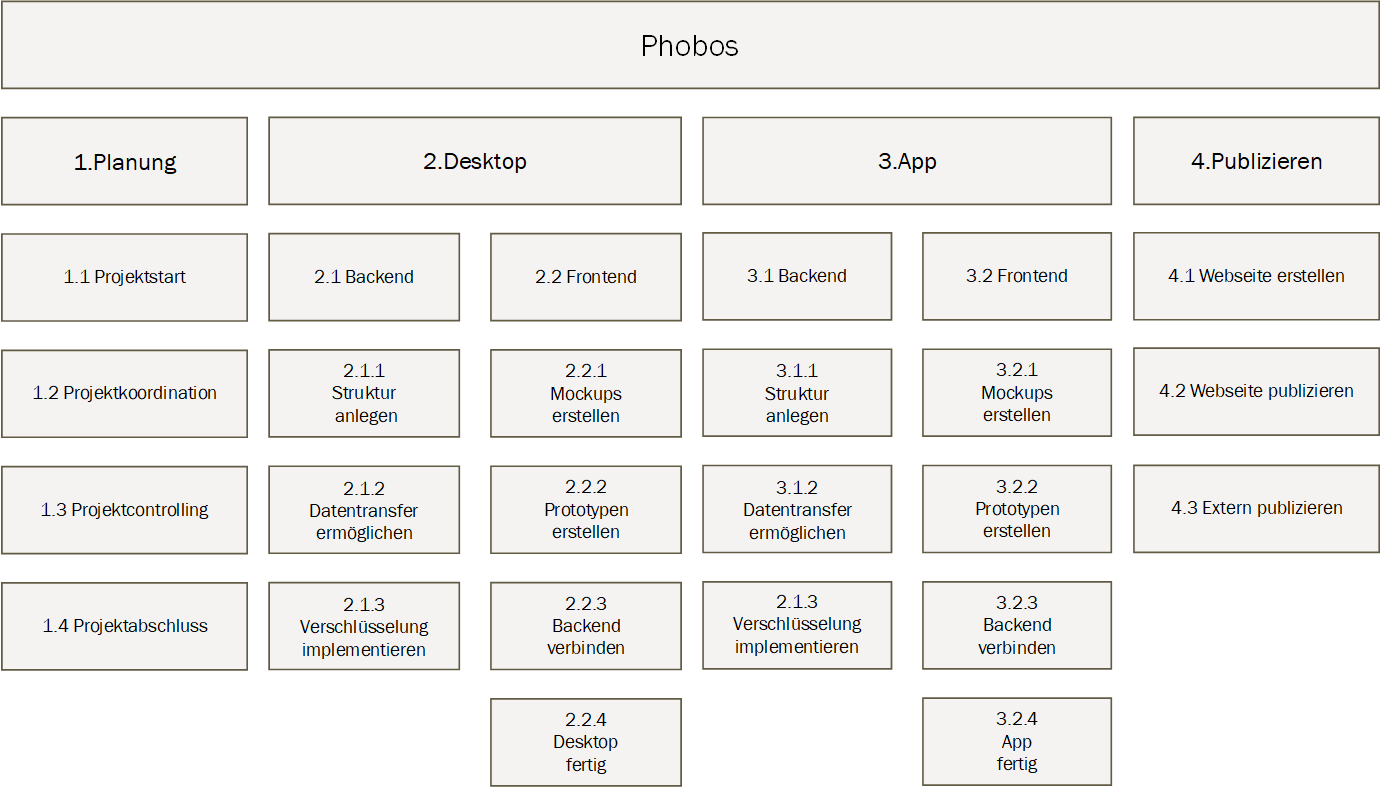 Phobos
1.Planung
2.Desktop
3.App
4.Publizieren
1.1 Projektstart
2.1 Backend
2.2 Frontend
3.1 Backend
3.2 Frontend
4.1 Webseite erstellen
1.2 Projektkoordination
2.1.1
Struktur
anlegen
2.2.1
Mockups
erstellen
3.1.1
Struktur
anlegen
3.2.1
Mockups
erstellen
4.2 Webseite publizieren
1.3 Projektcontrolling
2.1.2
Datentransfer
ermöglichen
2.2.2
Prototypen
erstellen
3.1.2
Datentransfer
ermöglichen
3.2.2
Prototypen
erstellen
4.3 Extern publizieren
1.4 Projektabschluss
2.1.3
Verschlüsselung
implementieren
2.2.3
Backend
verbinden
2.1.3
Verschlüsselung
implementieren
3.2.3
Backend
verbinden
2.2.4
Desktop
fertig
3.2.4
App
fertig